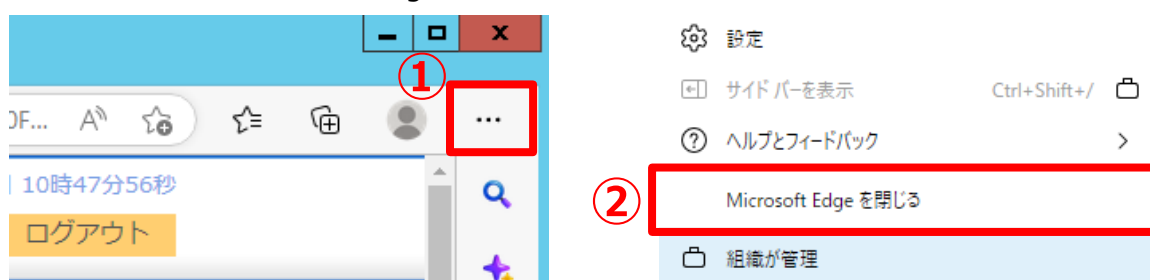 ①
0F... A
10時47分56秒
ログアウト
設定
サイド バーを表示 Ctrl+Shift+/
ヘルプとフィードバック
②
Microsoft Edge を閉じる
組織が管理